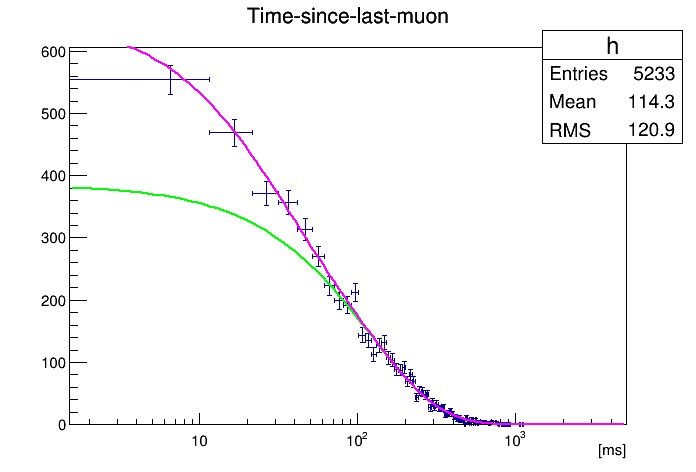 Time-since-last-muon
h
Entries 5233
Mean 114.3
RMS 120.9
600
500
400
300
200
100
0
10 10² 10³
[ms]